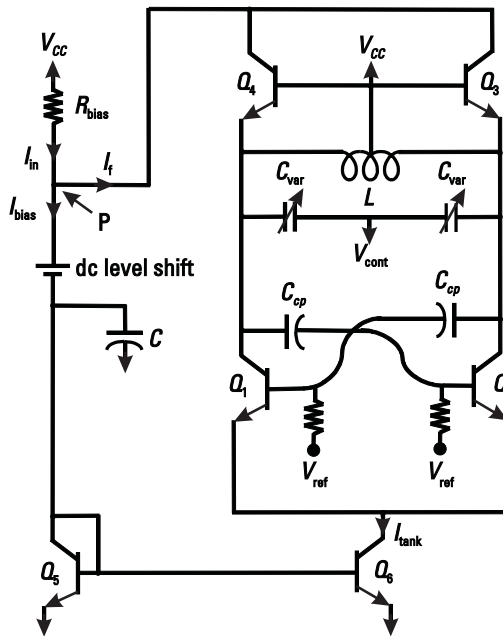 V_CC
V_CC
Q_4
Q_3
R_bias
I_in
I_f
C_var
C_var
L
I_bias
P
V_cont
dc level shift
C_cp
C_cp
C
Q_1
Q
V_ref
V_ref
I_tank
Q_5
Q_6